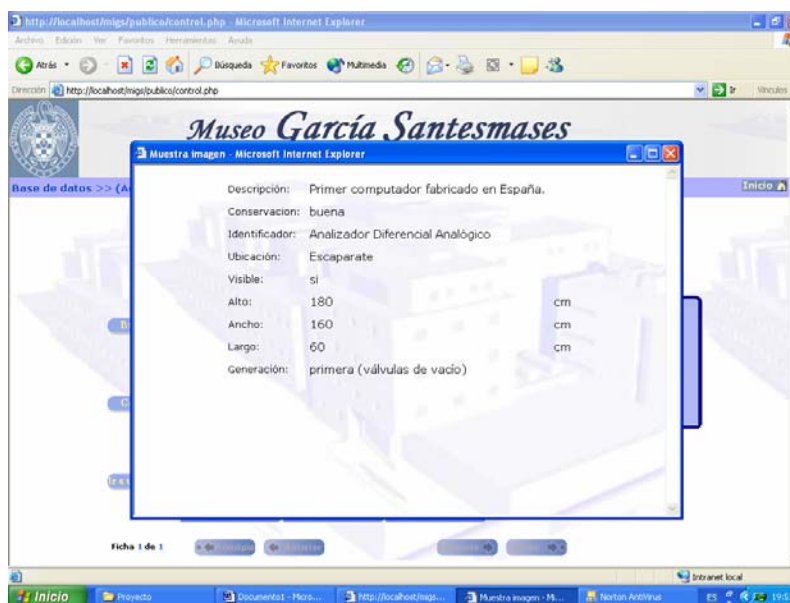 http://localhost/migs/publico/control.php - Microsoft Internet Explorer
Archivo Edición Ver Favoritos Herramientas Ayuda
Atrás Búsqueda Favoritos Multimedia
Dirección http://localhost/migs/publico/control.php Ir Vínculos
Museo García Santesmases
Muestra imagen - Microsoft Internet Explorer
Base de datos >> Inicio
Descripción: Primer computador fabricado en España.
Conservacion: buena
Identificador: Analizador Diferencial Analógico
Ubicación: Escaparate
Visible: si
Alto: 180 cm
Ancho: 160 cm
Largo: 60 cm
Generación: primera (válvulas de vacío)
Ficha 1 de 1
Intranet local
Inicio Proyecto Documento1 - Micro... http://localhost/migs... Muestra imagen - M... Norton AntiVirus ES